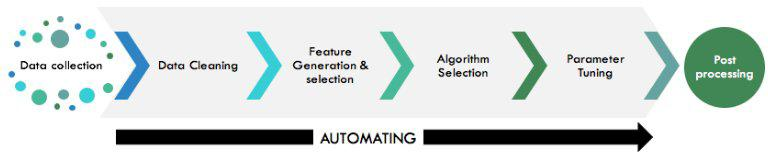 Data collection
Data Cleaning
Feature
Generation &
selection
Algorithm
Selection
Parameter
Tuning
Post
processing
AUTOMATING